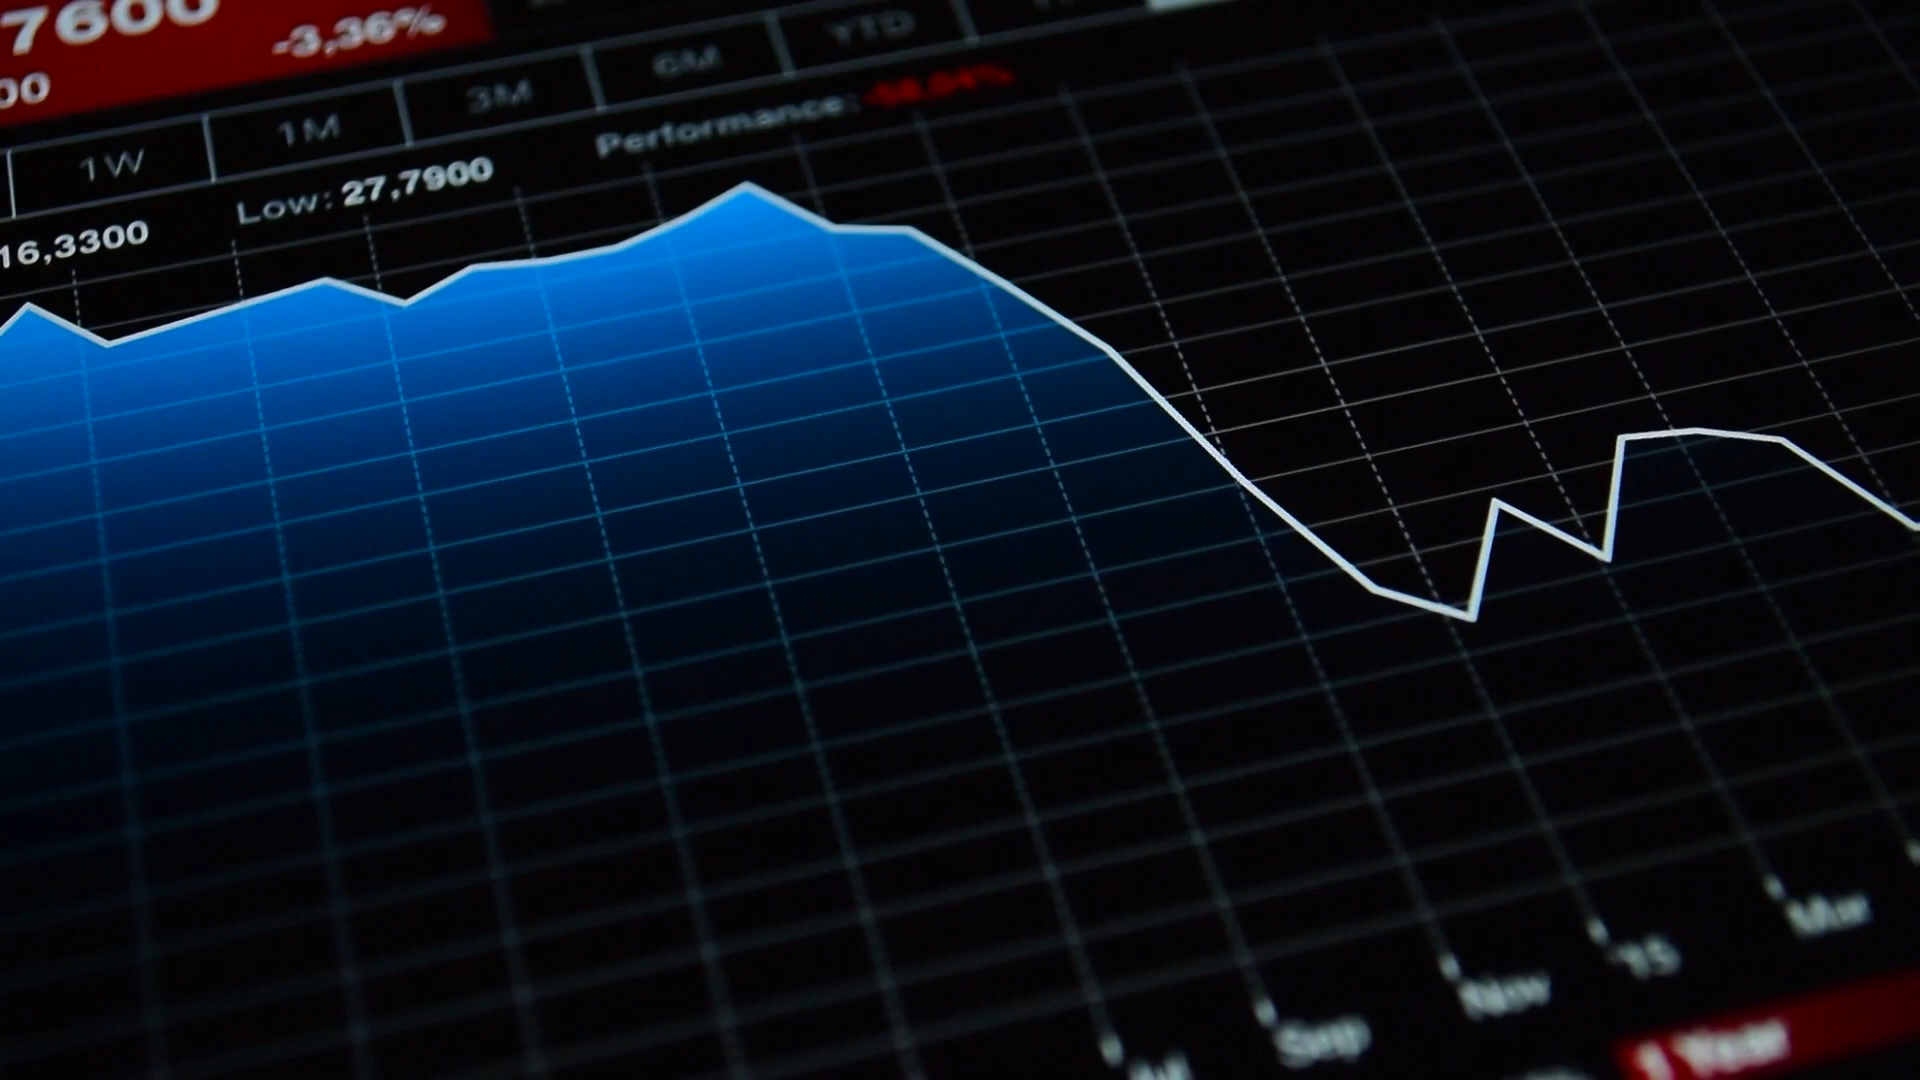 7600
-3,36%
00
1W 1M 3M 6M YTD
16,3300 Low: 27,7900 Performance:
Jul Sep Nov '15 Mar
1 Year